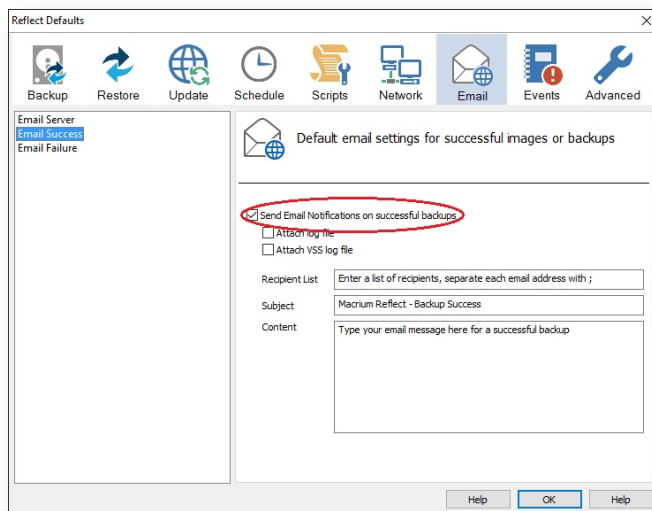 Reflect Defaults
Backup Restore Update Schedule Scripts Network Email Events Advanced
Email Server
Email Success
Email Failure
Default email settings for successful images or backups
Send Email Notifications on successful backups
Attach log file
Attach VSS log file
Recipient List Enter a list of recipients, separate each email address with ;
Subject Macrium Reflect - Backup Success
Content Type your email message here for a successful backup
Help OK Help